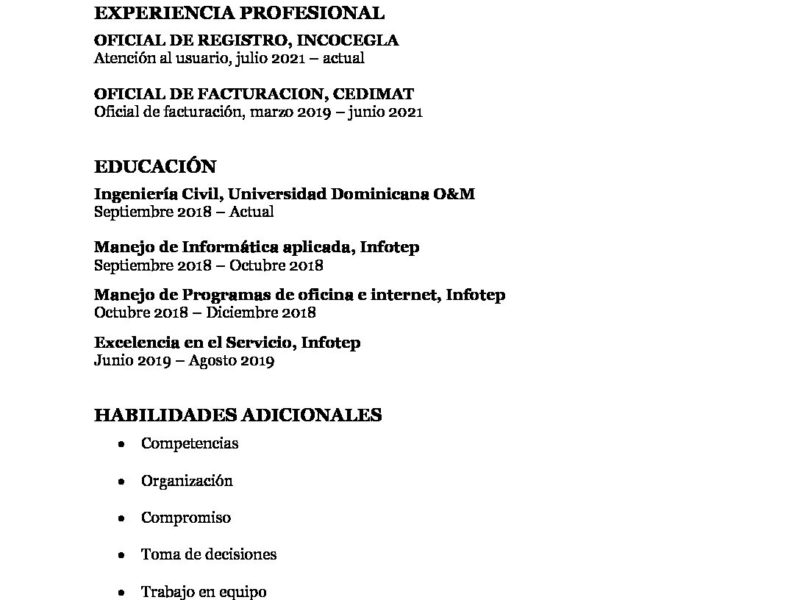 EXPERIENCIA PROFESIONAL
OFICIAL DE REGISTRO, INCOCEGLA
Atención al usuario, julio 2021 – actual
OFICIAL DE FACTURACION, CEDIMAT
Oficial de facturación, marzo 2019 – junio 2021
EDUCACIÓN
Ingeniería Civil, Universidad Dominicana O&M
Septiembre 2018 – Actual
Manejo de Informática aplicada, Infotep
Septiembre 2018 – Octubre 2018
Manejo de Programas de oficina e internet, Infotep
Octubre 2018 – Diciembre 2018
Excelencia en el Servicio, Infotep
Junio 2019 – Agosto 2019
HABILIDADES ADICIONALES
• Competencias
• Organización
• Compromiso
• Toma de decisiones
• Trabajo en equipo